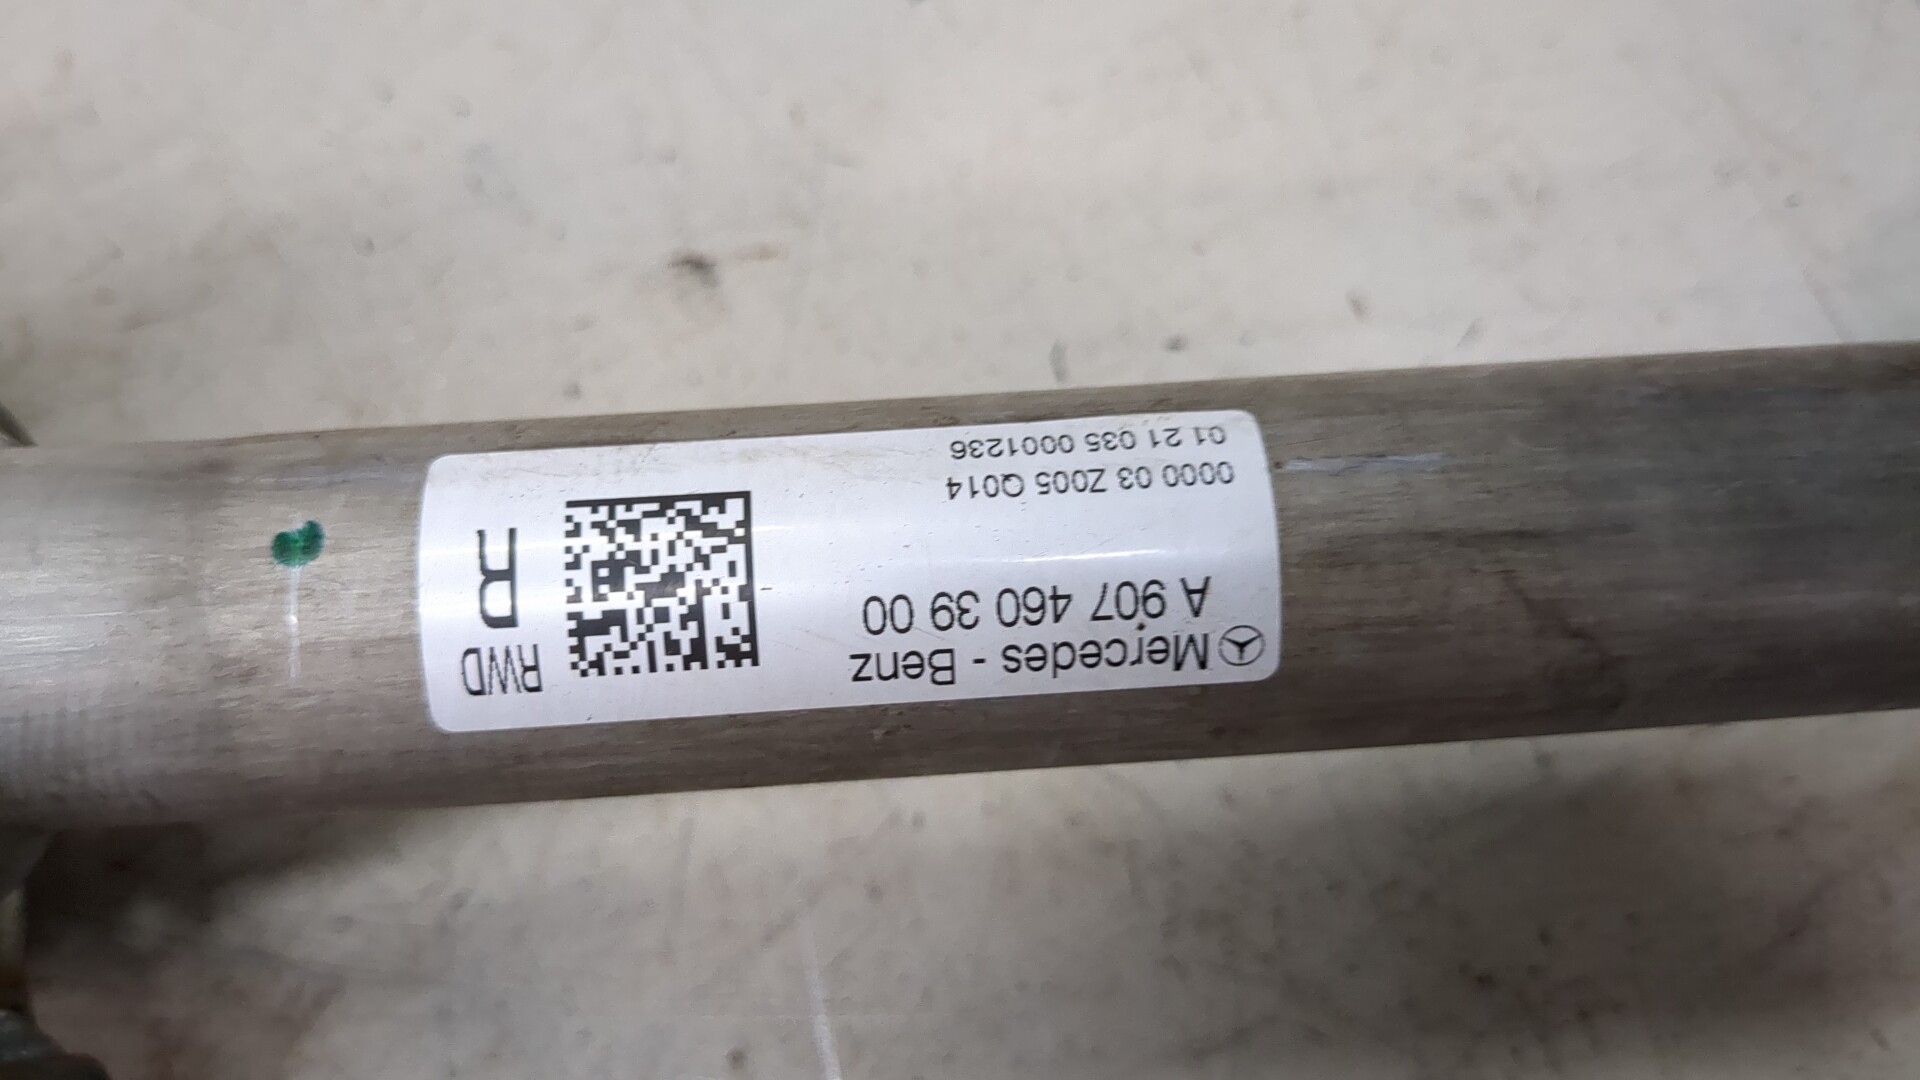 Mercedes - Benz
A 907 460 39 00
0000 03 Z005 Q014
01 21 035 0001236
RWD
R